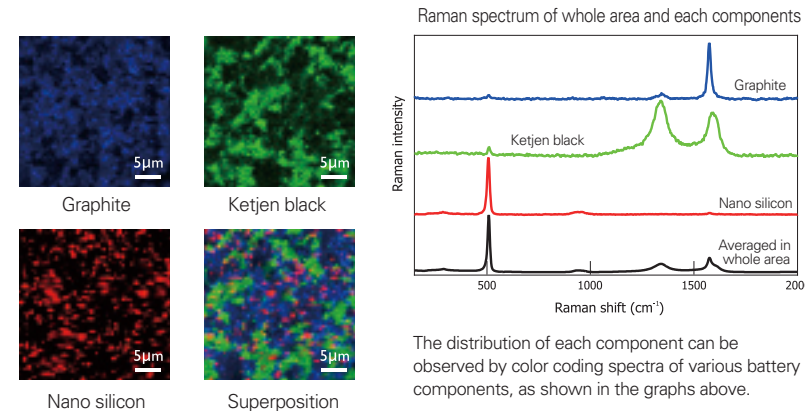 Raman spectrum of whole area and each components
5μm
5μm
Graphite
Ketjen black
5μm
5μm
Nano silicon
Superposition
Raman intensity
Graphite
Ketjen black
Nano silicon
Averaged in
whole area
500
1000
1500
200
Raman shift (cm⁻¹)
The distribution of each component can be
observed by color coding spectra of various battery
components, as shown in the graphs above.